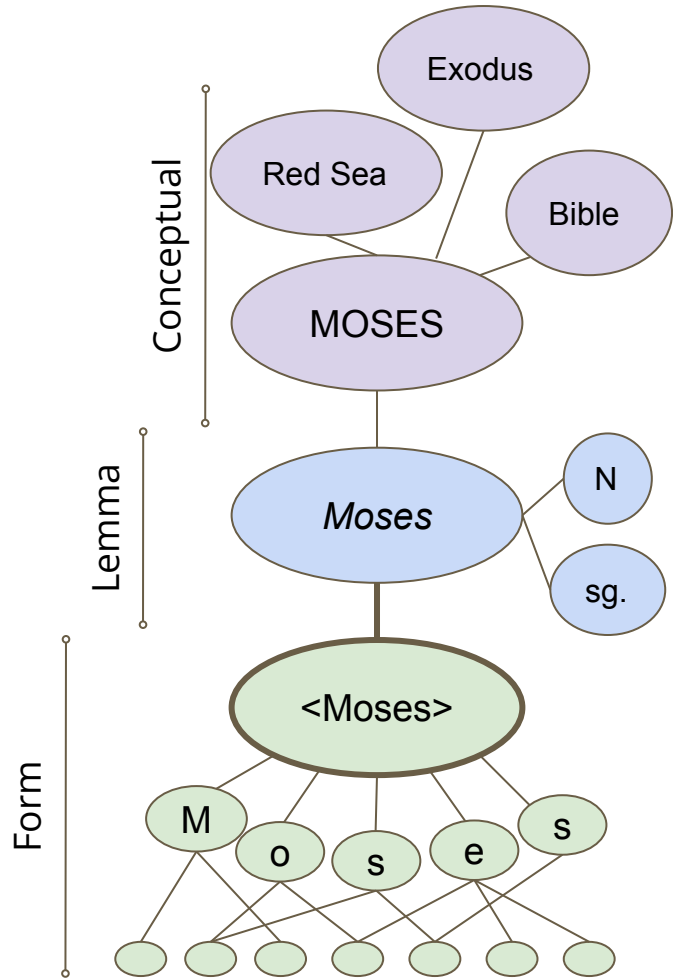 Exodus
Red Sea
Bible
MOSES
Conceptual
Moses
N
sg.
Lemma
<Moses>
M
o
s
e
s
Form